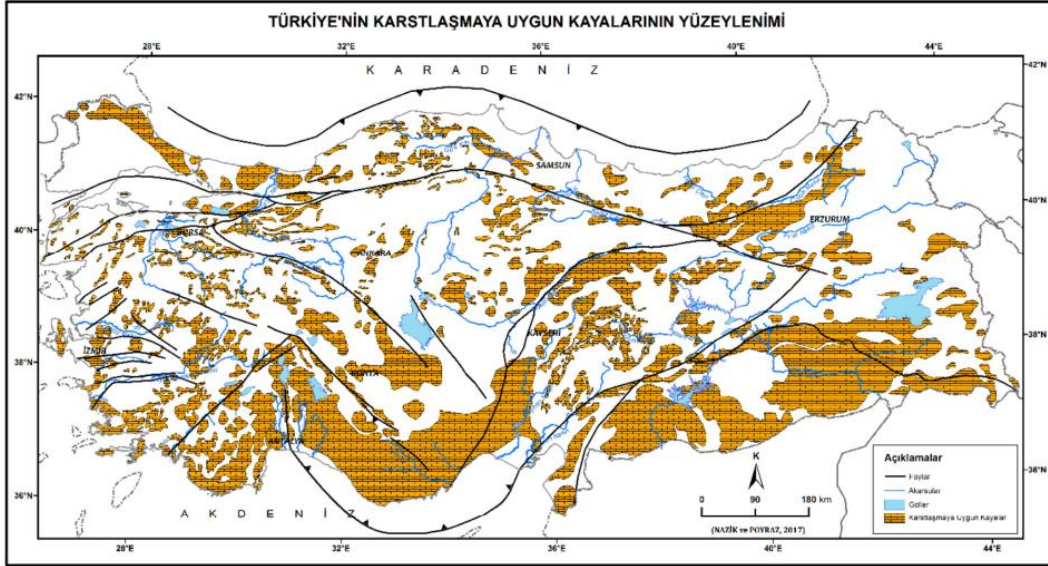 TÜRKİYE'NİN KARSTLAŞMAYA UYGUN KAYALARININ YÜZEYLENİMİ
28°E 32°E 36°E 40°E 44°E
K A R A D E N İ Z
42°N 42°N
SAMSUN
40°N 40°N
ERZURUM
BURSA
ANKARA
KAYSERİ
38°N 38°N
İZMİR
KONYA
ANTALYA
36°N 36°N
A K D E N İ Z
K
0 90 180 km
(NAZİK ve POYRAZ, 2017)
Açıklamalar
Faylar
Akarsular
Göller
Karstlaşmaya Uygun Kayalar
28°E 32°E 36°E 40°E 44°E